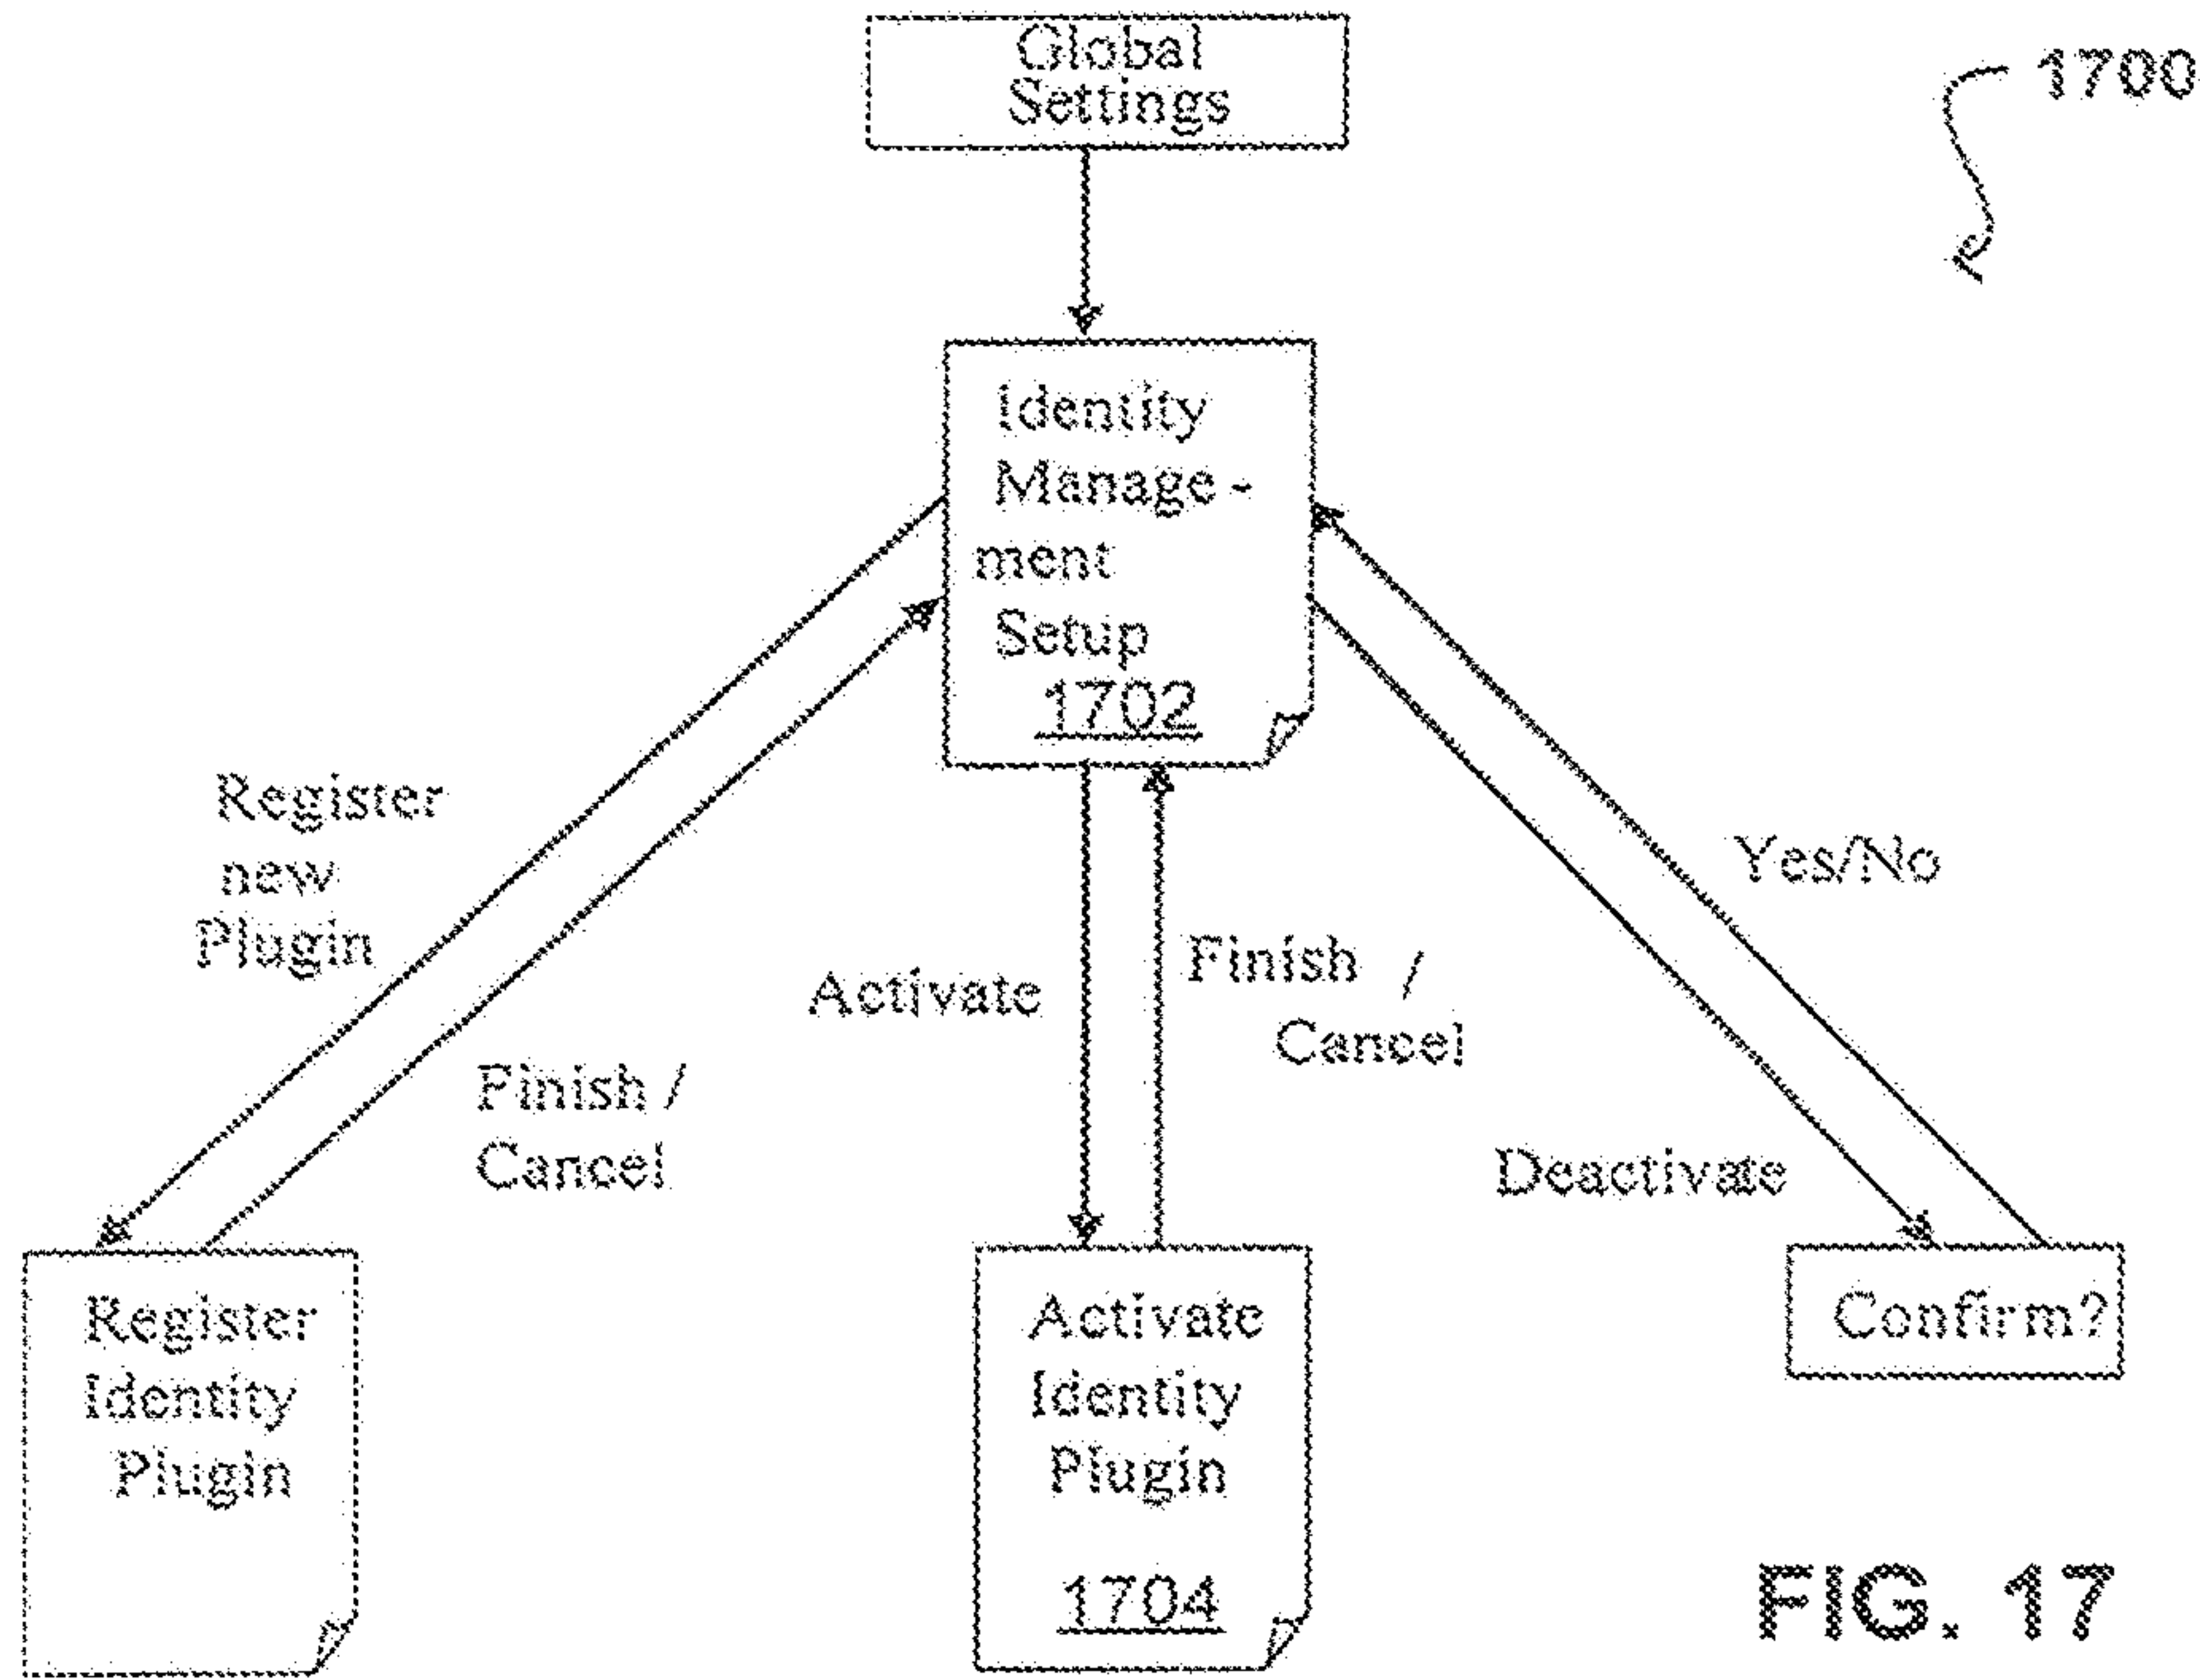 Global
Settings
1700
Identity
Manage -
ment
Setup
1702
Register
new
Plugin
Finish /
Cancel
Activate
Finish /
Cancel
Yes/No
Deactivate
Register
Identity
Plugin
Activate
Identity
Plugin
1704
Confirm?
FIG. 17